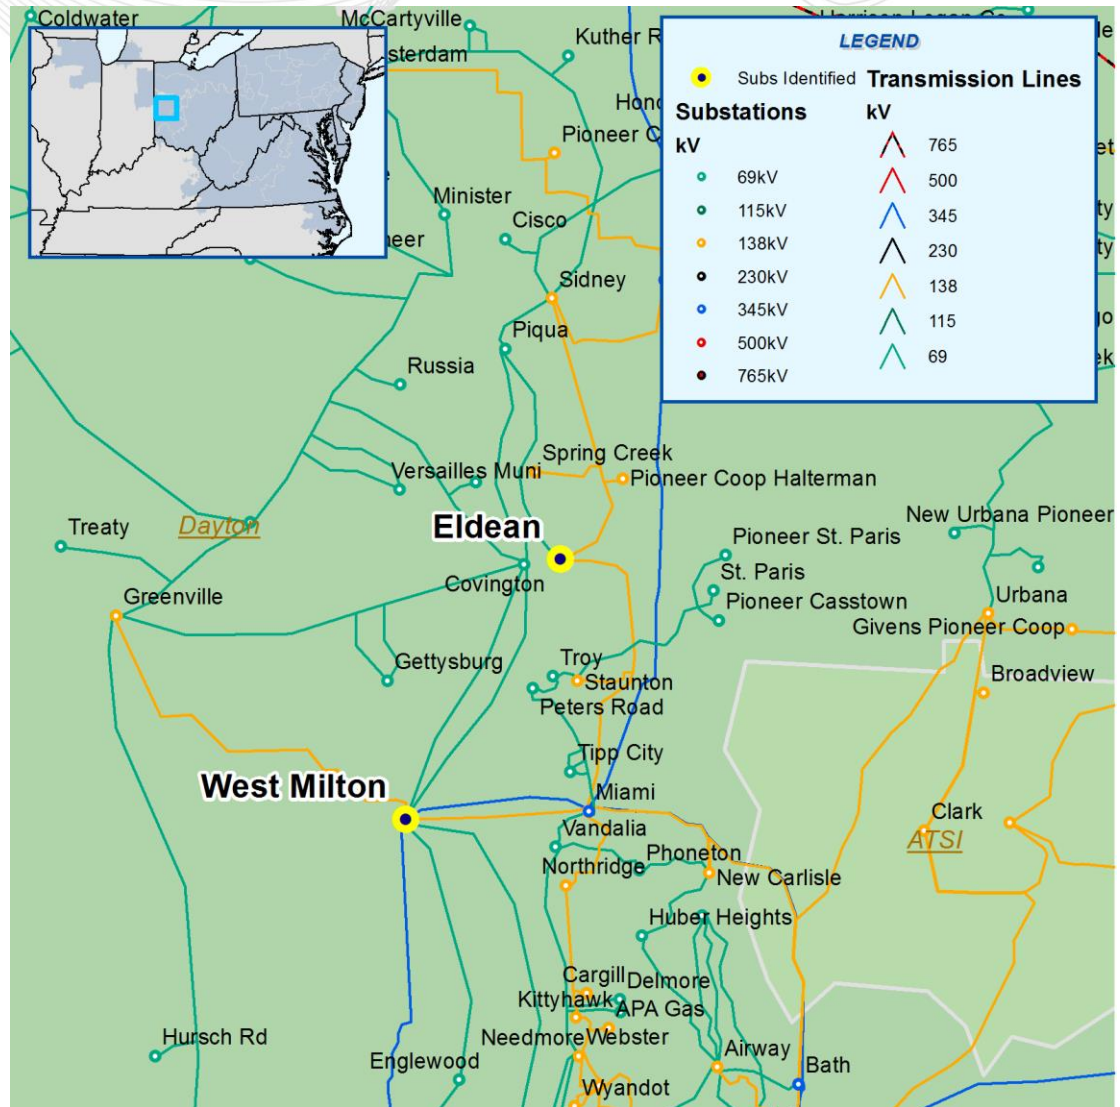 Coldwater
McCartyville
sterdam
Kuther R
Hono
Pioneer C
Minister
neer
Cisco
Sidney
Piqua
Russia
LEGEND
Subs Identified
Substations
kV
69kV
115kV
138kV
230kV
345kV
500kV
765kV
Transmission Lines
kV
765
500
345
230
138
115
69
Spring Creek
Versailles Muni
Pioneer Coop Halterman
Eldean
Treaty
Dayton
New Urbana Pioneer
Pioneer St. Paris
Covington
St. Paris
Greenville
Pioneer Casstown
Urbana
Givens Pioneer Coop
Gettysburg
Troy
Staunton
Broadview
Peters Road
Tipp City
West Milton
Miami
Clark
Vandalia
ATSI
Phoneton
Northridge
New Carlisle
Huber Heights
Cargill
Delmore
Kittyhawk
APA Gas
Hursch Rd
Needmore
Webster
Englewood
Airway
Bath
Wyandot